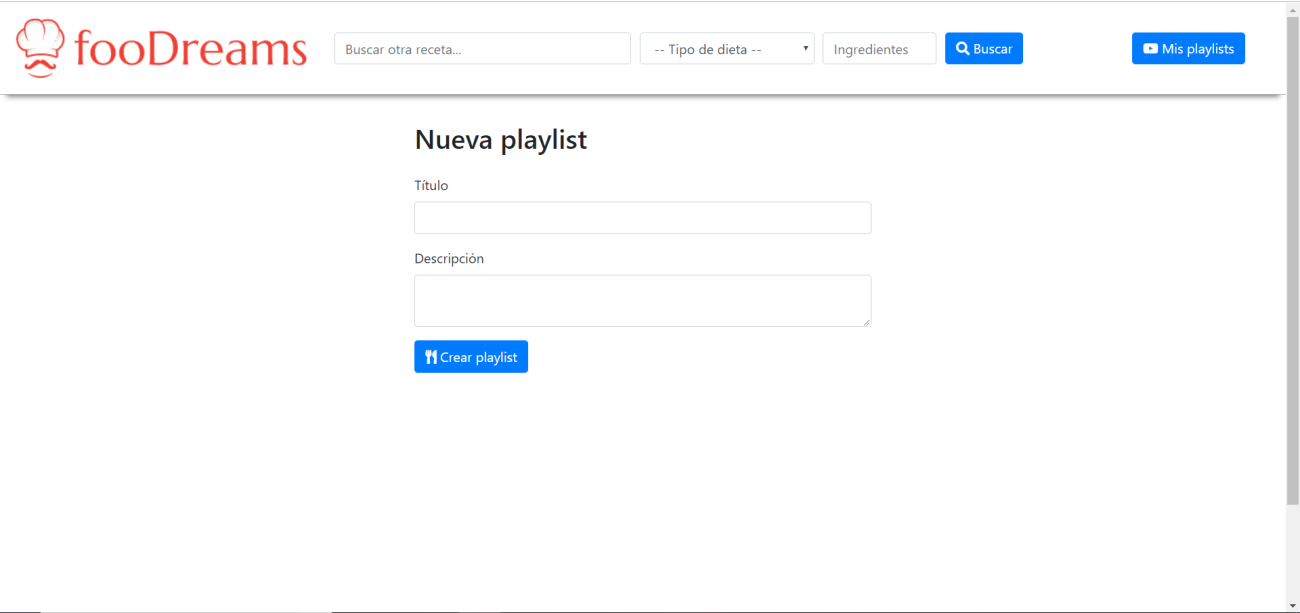 fooDreams
Buscar otra receta...
-- Tipo de dieta --
Ingredientes
Buscar
Mis playlists
Nueva playlist
Título
Descripción
Crear playlist